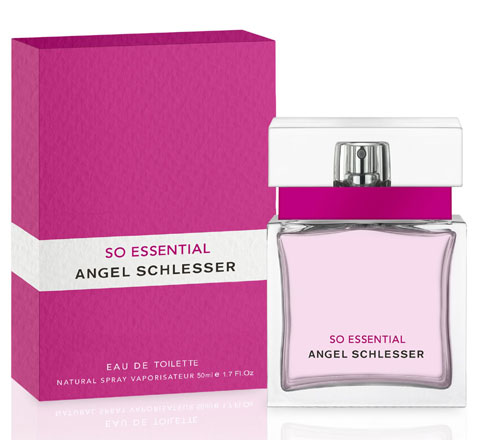 SO ESSENTIAL
ANGEL SCHLESSER
EAU DE TOILETTE
NATURAL SPRAY VAPORISATEUR 50ml e 1.7 Fl.Oz
SO ESSENTIAL
ANGEL SCHLESSER